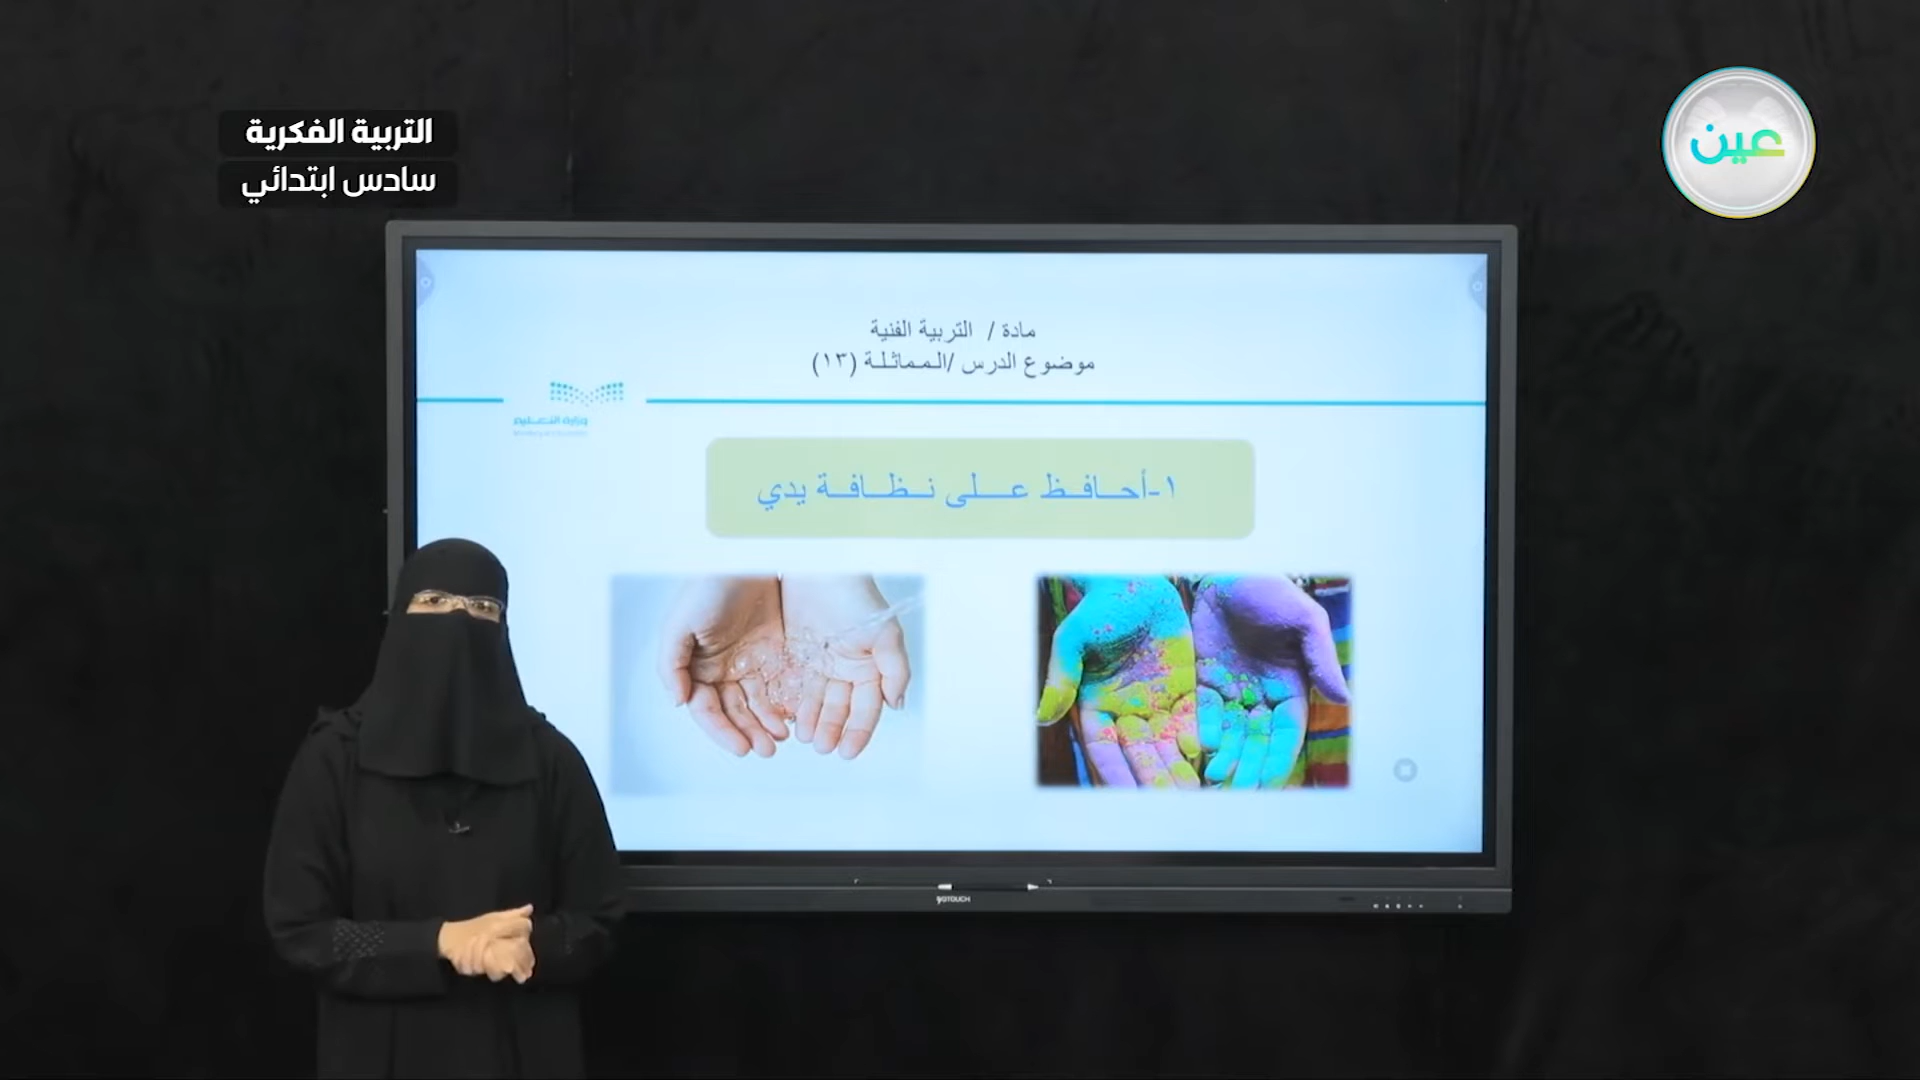 التربية الفكرية
سادس ابتدائي
عين
مادة / التربية الفنية
موضوع الدرس /المماثلة (١٣)
وزارة التعليم
١-أحافظ على نظافة يدي